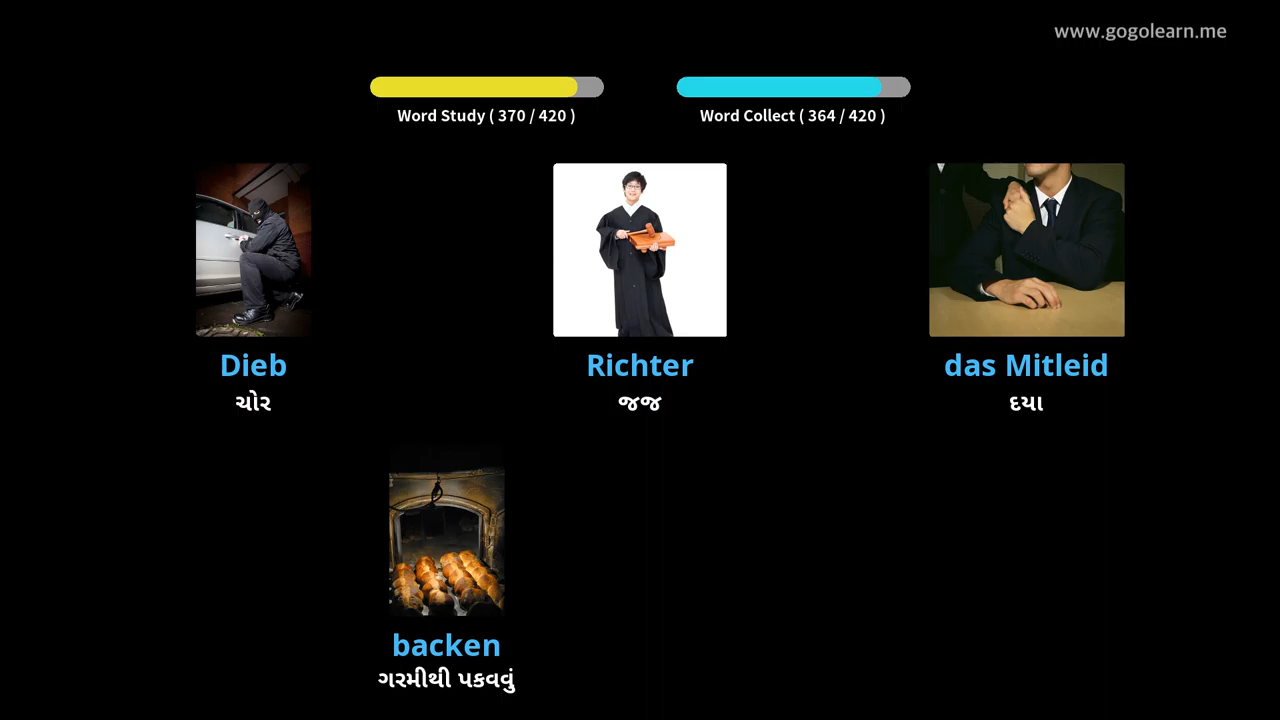 www.gogolearn.me
Word Study ( 370 / 420 )
Word Collect ( 364 / 420 )
Dieb
Richter
das Mitleid
ચોર
જજ
દયા
backen
ગરમીથી પકવવું